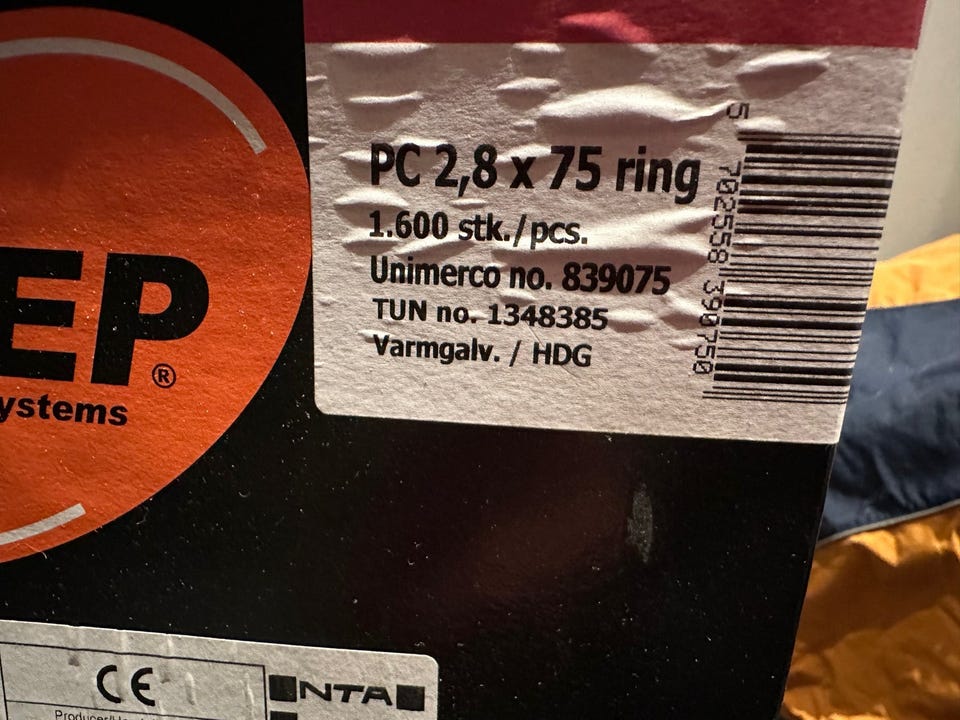 EP®
ystems
PC 2,8 x 75 ring
1.600 stk./pcs.
Unimerco no. 839075
TUN no. 1348385
Varmgalv. / HDG
5 702558 390750
CE
NTA